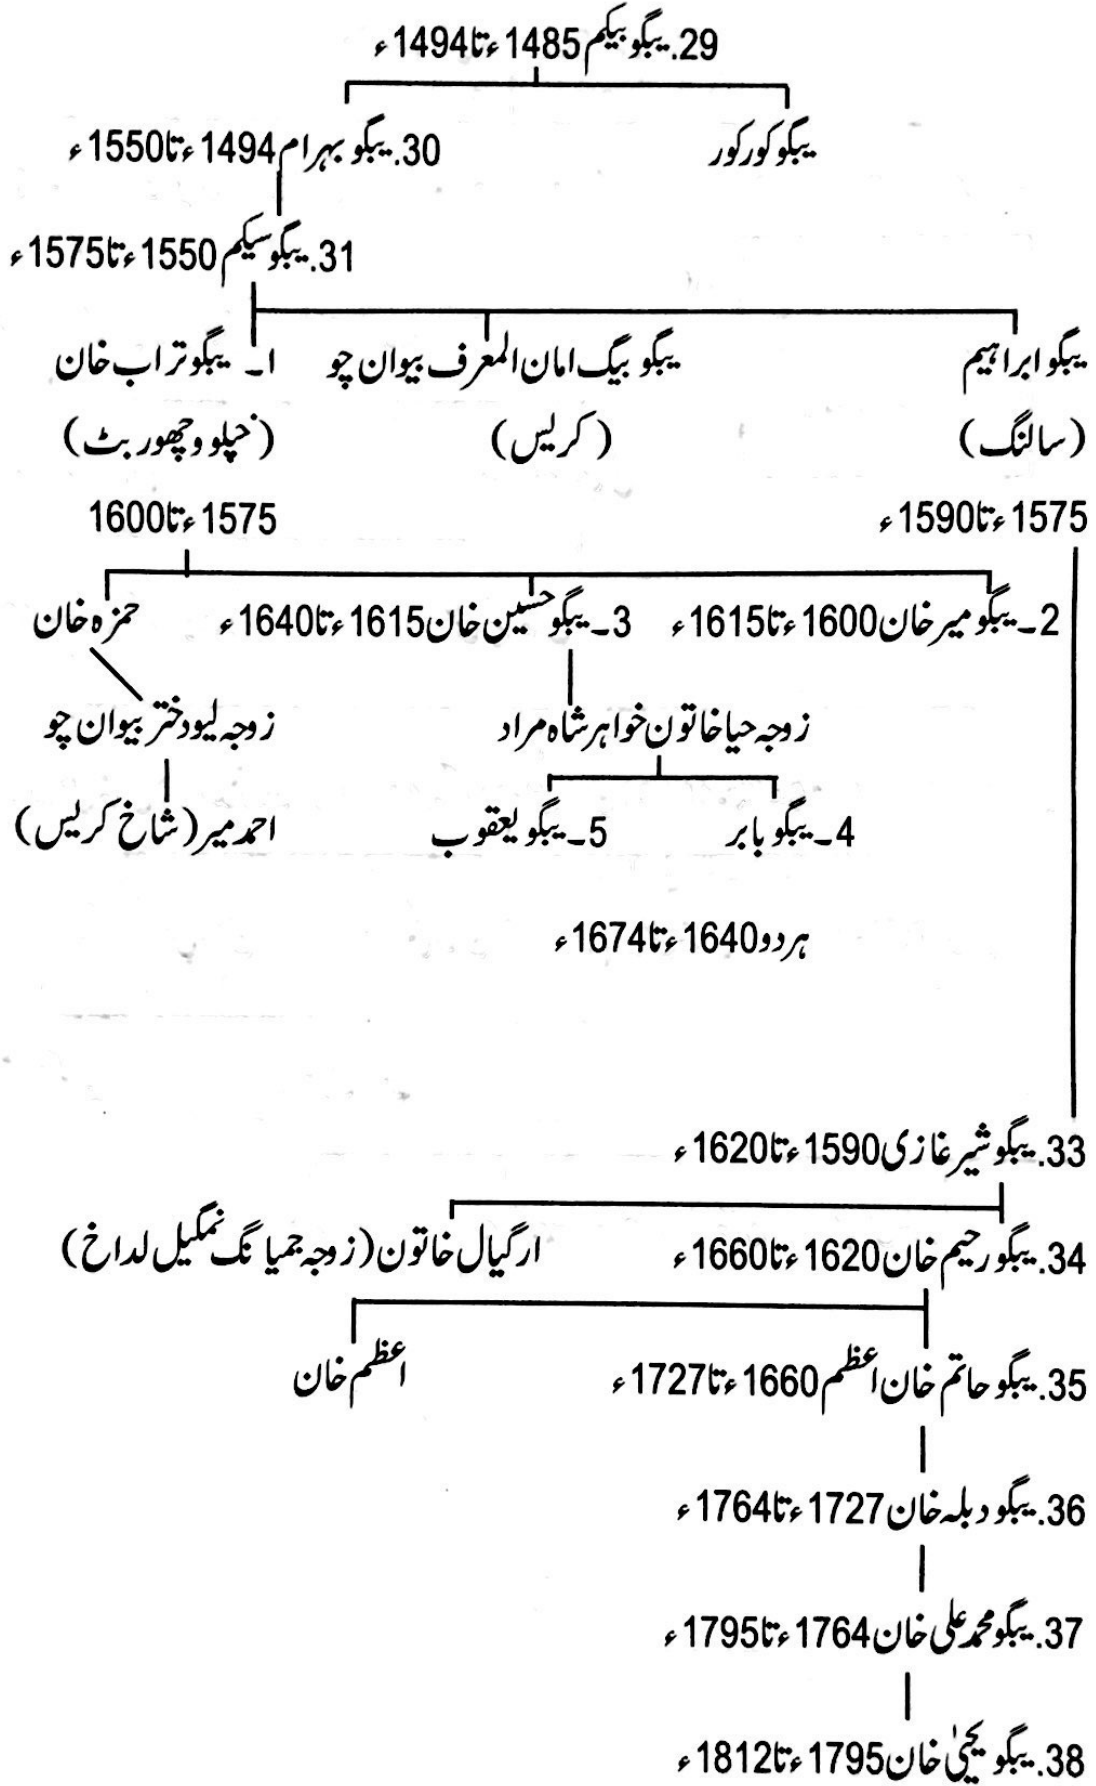 29. یبگو بیکم 1485ء تا 1494ء
یبگو کورکور
30. یبگو بہرام 1494ء تا 1550ء
31. یبگو سیکم 1550ء تا 1575ء
یبگو ابراہیم
یبگو بیگ امان المعرف بیوان چو
ا۔ یبگو تراب خان
(سالنگ)
(کریس)
(خپلو و چھوربٹ)
1575ء تا 1590ء
1575ء تا 1600
2۔ یبگو میر خان 1600ء تا 1615ء
3۔ یبگو حسین خان 1615ء تا 1640ء
حمزہ خان
زوجہ حیا خاتون خواہر شاہ مراد
زوجہ لیو دختر بیوان چو
4۔ یبگو بابر
5۔ یبگو یعقوب
احمد میر (شاخ کریس)
ہر دو 1640ء تا 1674ء
33. یبگو شیر غازی 1590ء تا 1620ء
34. یبگو رحیم خان 1620ء تا 1660ء
ارگیال خاتون (زوجہ جمیانگ نمگیل لداخ)
35. یبگو حاتم خان اعظم 1660ء تا 1727ء
اعظم خان
36. یبگو دبلہ خان 1727ء تا 1764ء
37. یبگو محمد علی خان 1764ء تا 1795ء
38. یبگو یحییٰ خان 1795ء تا 1812ء